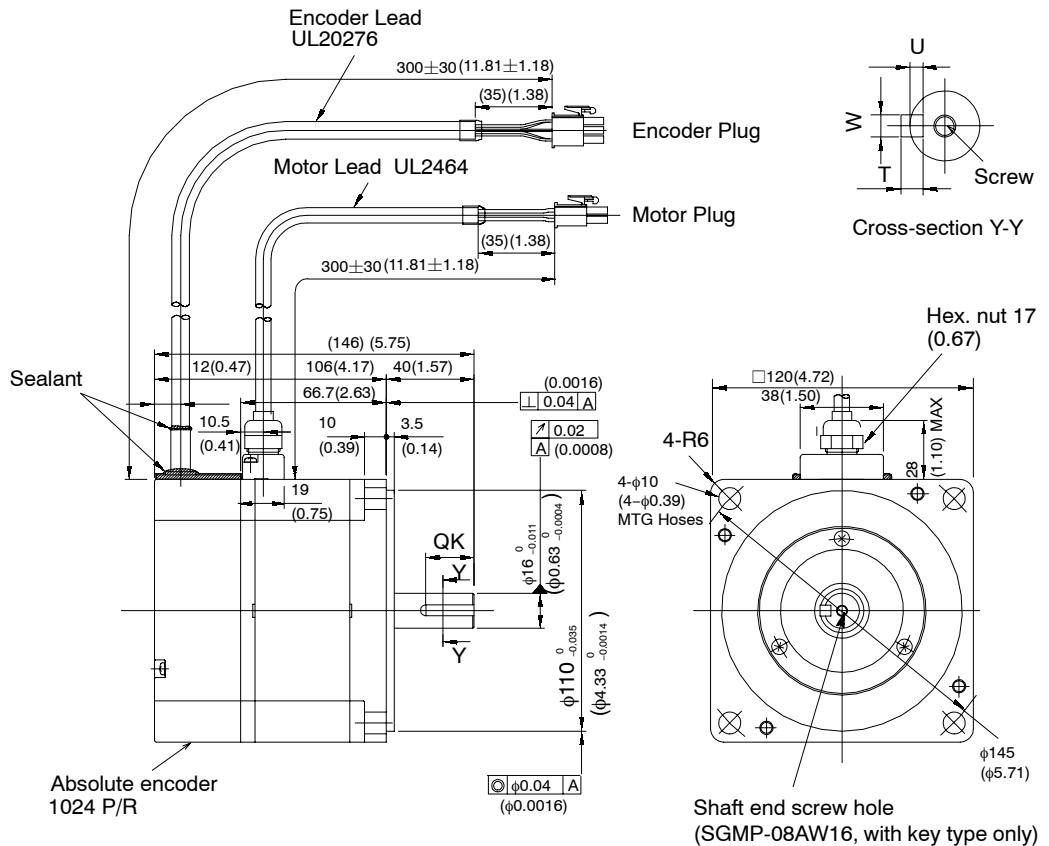 Encoder Lead
UL20276
300±30 (11.81±1.18)
(35)(1.38)
Encoder Plug
Motor Lead UL2464
Motor Plug
(35)(1.38)
300±30 (11.81±1.18)
U
W
T
Screw
Cross-section Y-Y
Hex. nut 17
(0.67)
(146) (5.75)
12(0.47)
106(4.17)
40(1.57)
66.7(2.63)
Sealant
10.5
(0.41)
10
(0.39)
3.5
(0.14)
(0.0016)
⊥ 0.04 A
↗ 0.02
A
(0.0008)
19
(0.75)
QK
Y
Y
ϕ16 0 -0.011
(ϕ0.63 0 -0.0004)
ϕ110 0 -0.035
(ϕ4.33 0 -0.0014)
◎ ϕ0.04 A
(ϕ0.0016)
Absolute encoder
1024 P/R
□120(4.72)
38(1.50)
28
(1.10) MAX
4-R6
4-ϕ10
(4-ϕ0.39)
MTG Hoses
ϕ145
(ϕ5.71)
Shaft end screw hole
(SGMP-08AW16, with key type only)